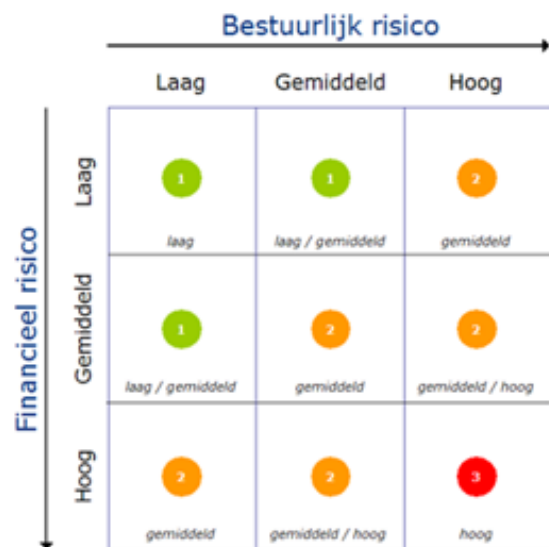 Bestuurlijk risico
Laag Gemiddeld Hoog
Financieel risico
Laag
1 1 2
laag laag / gemiddeld gemiddeld
Gemiddeld
1 2 2
laag / gemiddeld gemiddeld gemiddeld / hoog
Hoog
2 2 3
gemiddeld gemiddeld / hoog hoog